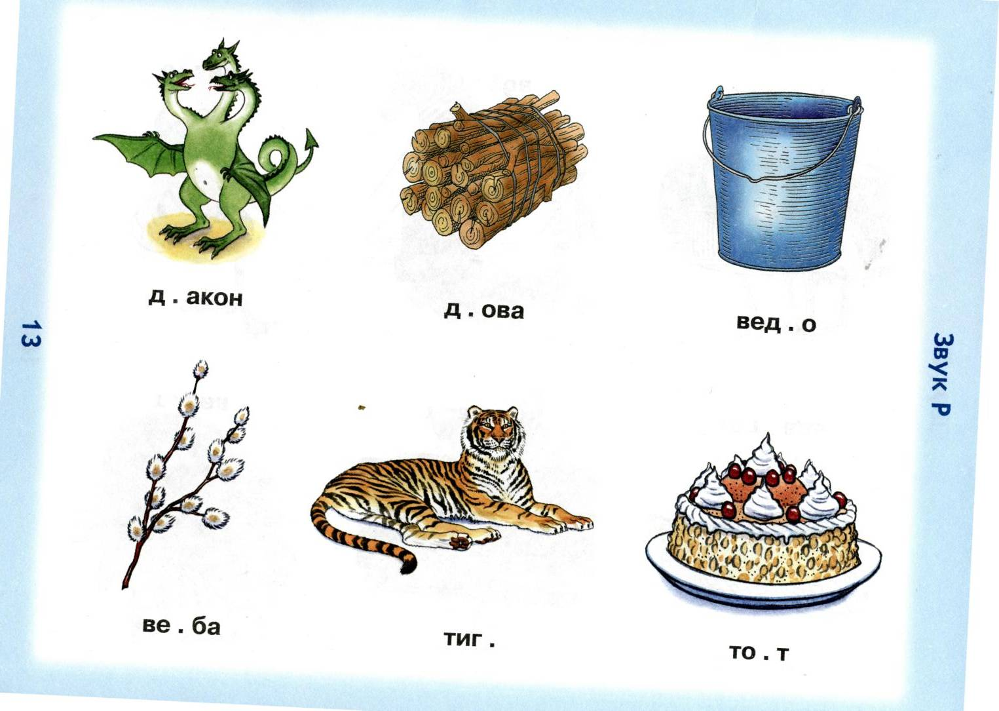 д . акон
д . ова
вед . о
ве . ба
тиг .
то . т
13
Звук Р